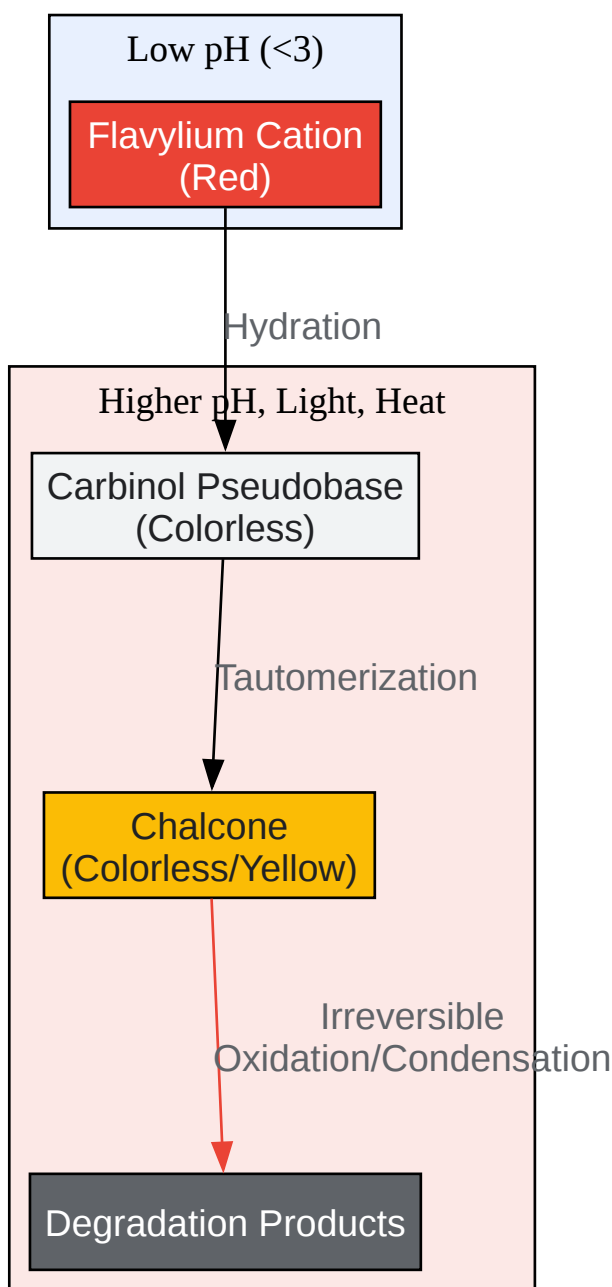 Low pH (<3)
Flavylium Cation
(Red)
Hydration
Higher pH, Light, Heat
Carbinol Pseudobase
(Colorless)
Tautomerization
Chalcone
(Colorless/Yellow)
Irreversible
Oxidation/Condensation
Degradation Products